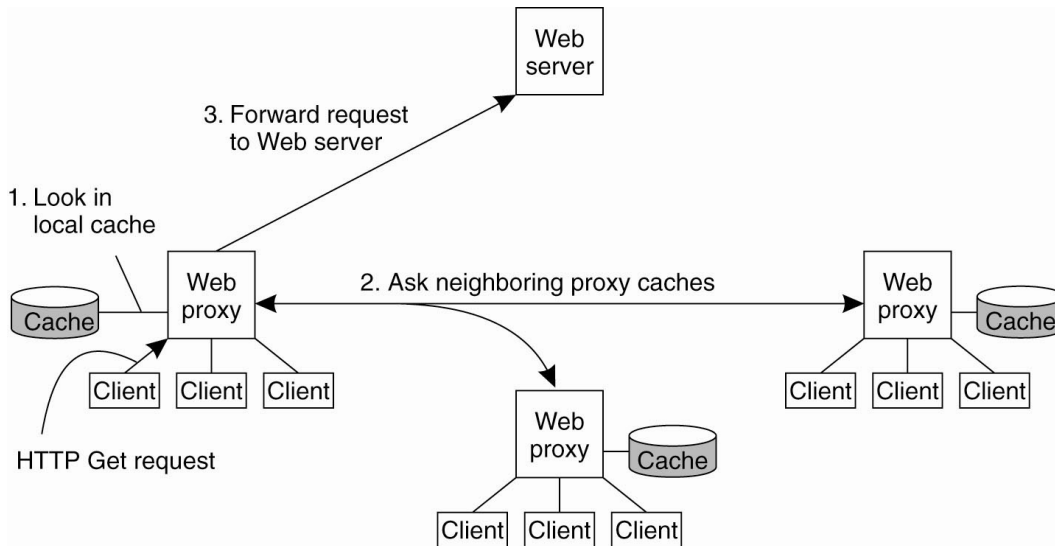 Web
server
3. Forward request
to Web server
1. Look in
local cache
Web
proxy
2. Ask neighboring proxy caches
Web
proxy
Cache
Cache
Client
Client
Client
Client
Client
Client
HTTP Get request
Web
proxy
Cache
Client
Client
Client